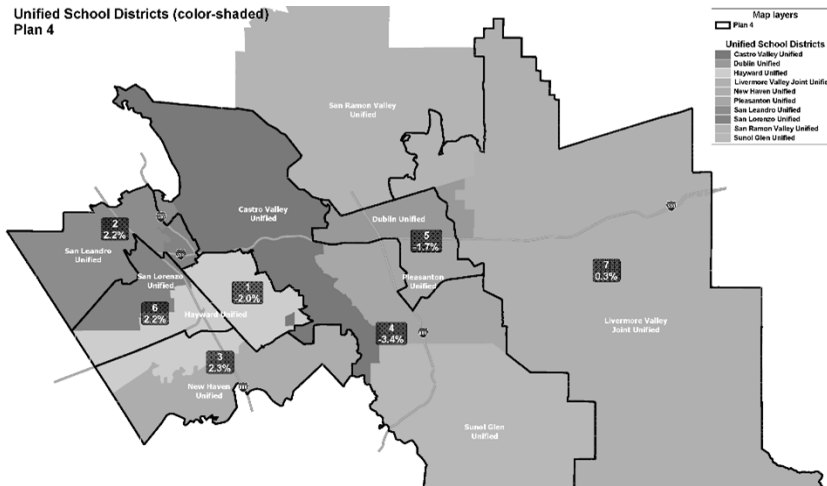 Unified School Districts (color-shaded)
Plan 4
Map layers
Plan 4
Unified School Districts
Castro Valley Unified
Dublin Unified
Hayward Unified
Livermore Valley Joint Unifie
New Haven Unified
Pleasanton Unified
San Leandro Unified
San Lorenzo Unified
San Ramon Valley Unified
Sunol Glen Unified
San Ramon Valley
Unified
Castro Valley
Unified
Dublin Unified
5
-1.7%
Pleasanton
Unified
2
2.2%
San Leandro
Unified
San Lorenzo
Unified
1
-2.0%
7
0.3%
6
2.2%
Hayward Unified
Livermore Valley
Joint Unified
4
-3.4%
3
2.3%
New Haven
Unified
Sunol Glen
Unified